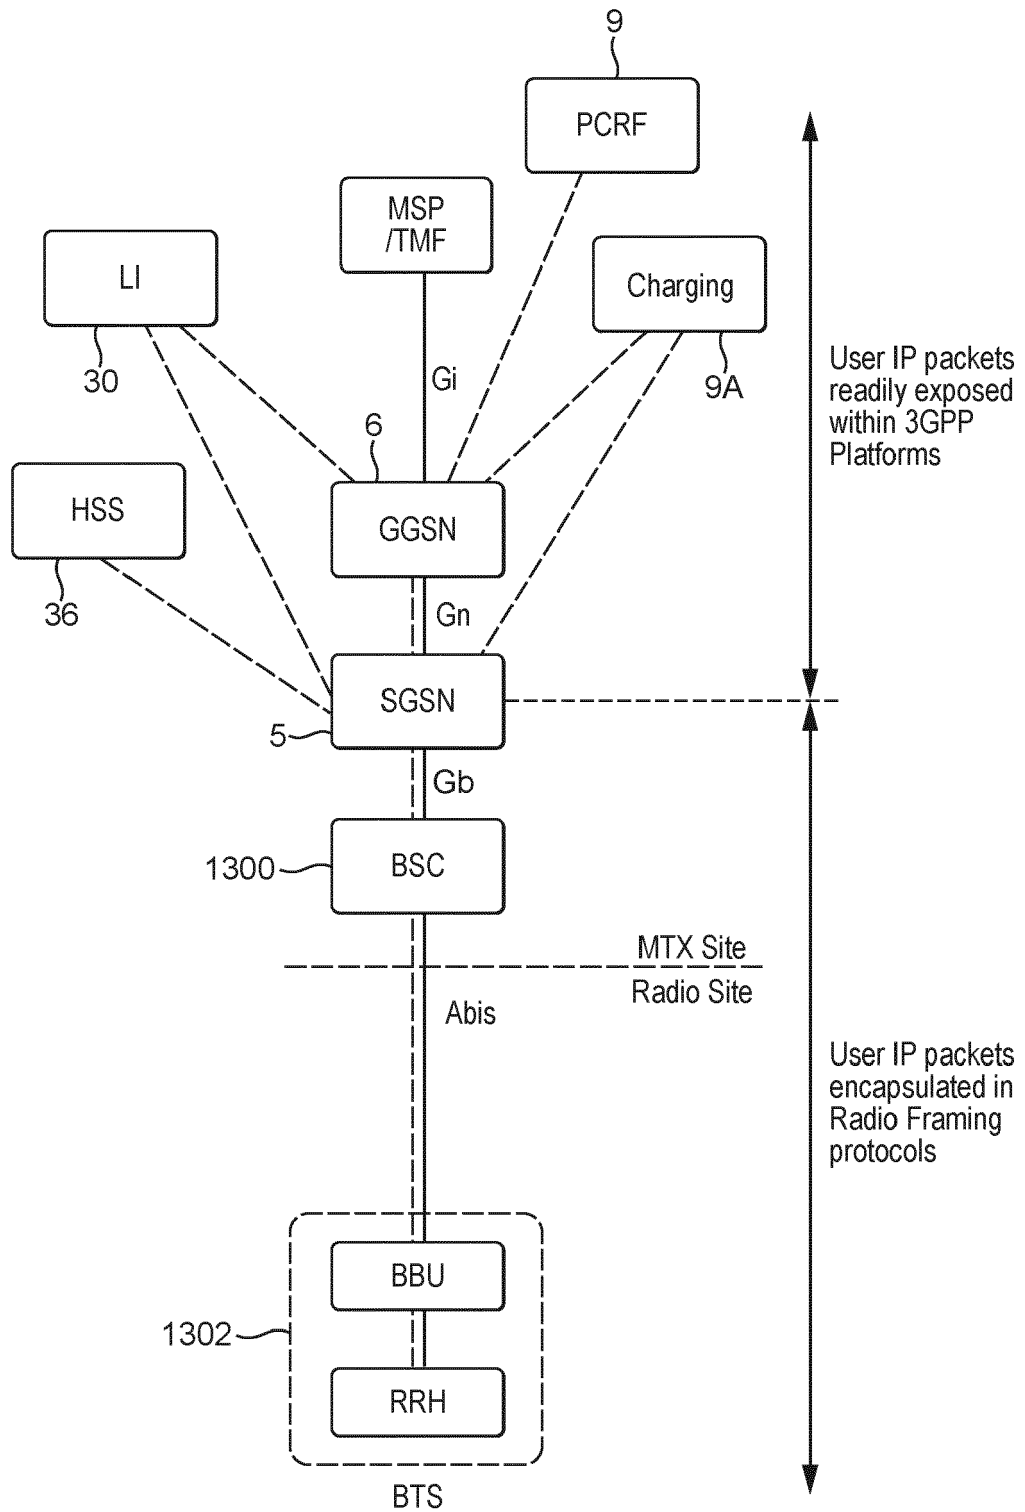 9
PCRF
MSP
/TMF
LI
Charging
30
9A
Gi
User IP packets
readily exposed
within 3GPP
Platforms
6
HSS
GGSN
36
Gn
SGSN
5
Gb
1300
BSC
MTX Site
Radio Site
Abis
User IP packets
encapsulated in
Radio Framing
protocols
BBU
1302
RRH
BTS